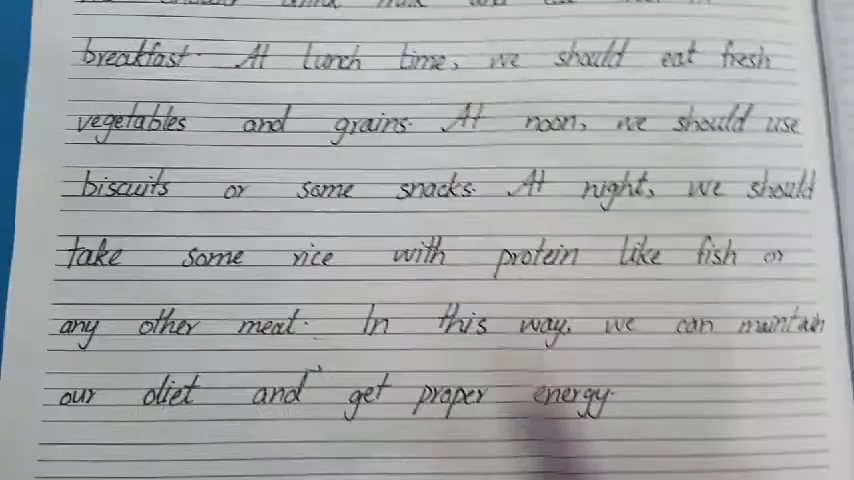 breakfast. At lunch time, we should eat fresh
vegetables and grains. At noon, we should use
biscuits or some snacks. At night, we should
take some rice with protein like fish or
any other meat. In this way, we can maintain
our diet and get proper energy.